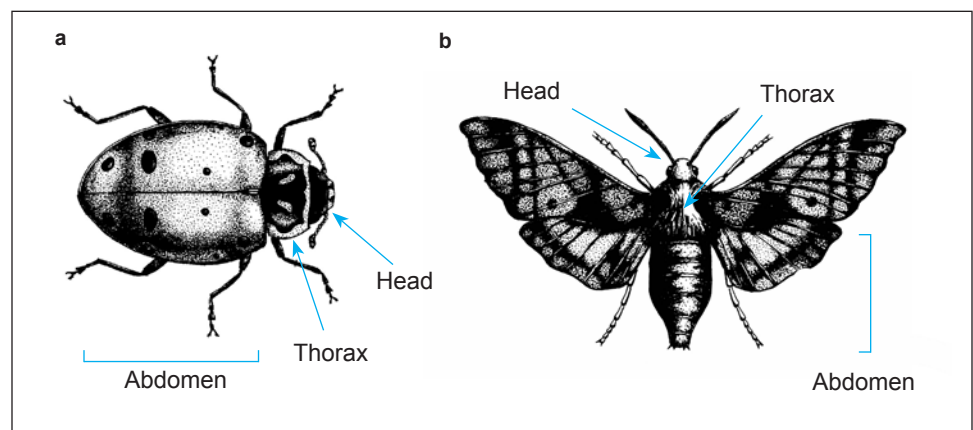 a
Head
Thorax
Abdomen
b
Head
Thorax
Abdomen